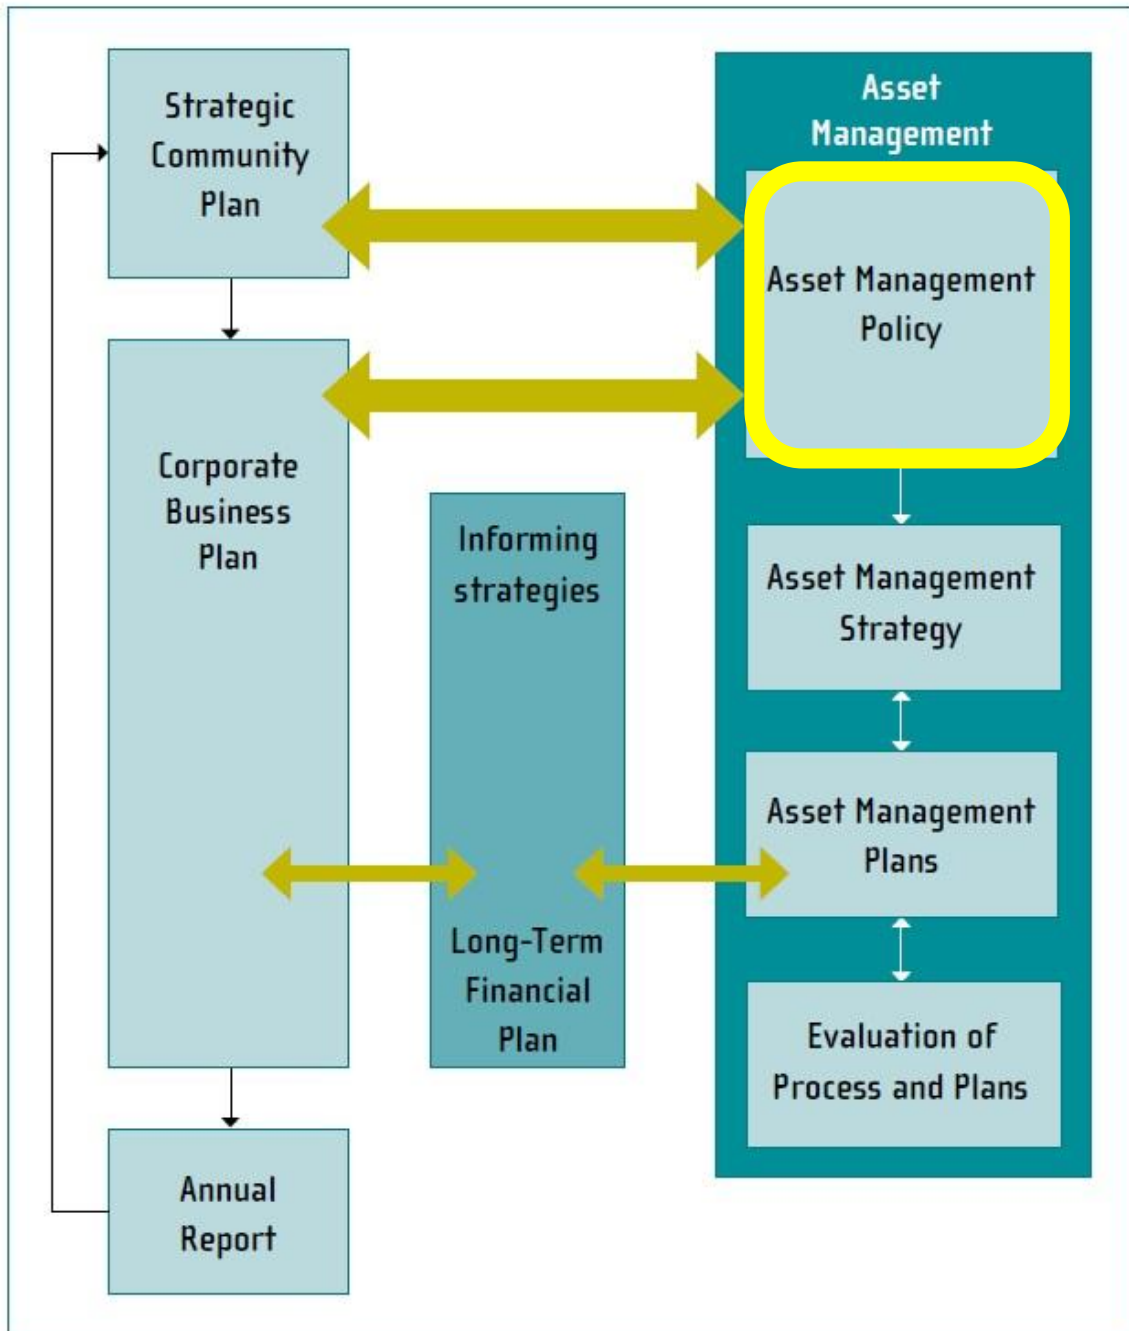 Strategic
Community
Plan
Corporate
Business
Plan
Annual
Report
Informing
strategies
Long-Term
Financial
Plan
Asset
Management
Asset Management
Policy
Asset Management
Strategy
Asset Management
Plans
Evaluation of
Process and Plans